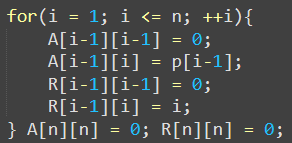 for(i = 1; i <= n; ++i){
    A[i-1][i-1] = 0;
    A[i-1][i] = p[i-1];
    R[i-1][i-1] = 0;
    R[i-1][i] = i;
} A[n][n] = 0; R[n][n] = 0;